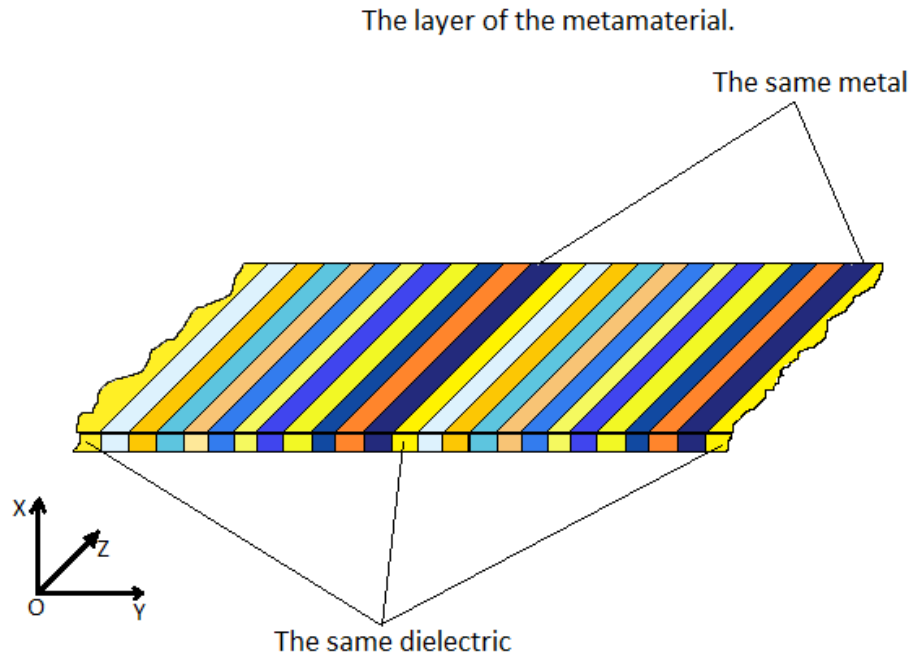 The layer of the metamaterial.
The same metal
X
Z
O
Y
The same dielectric